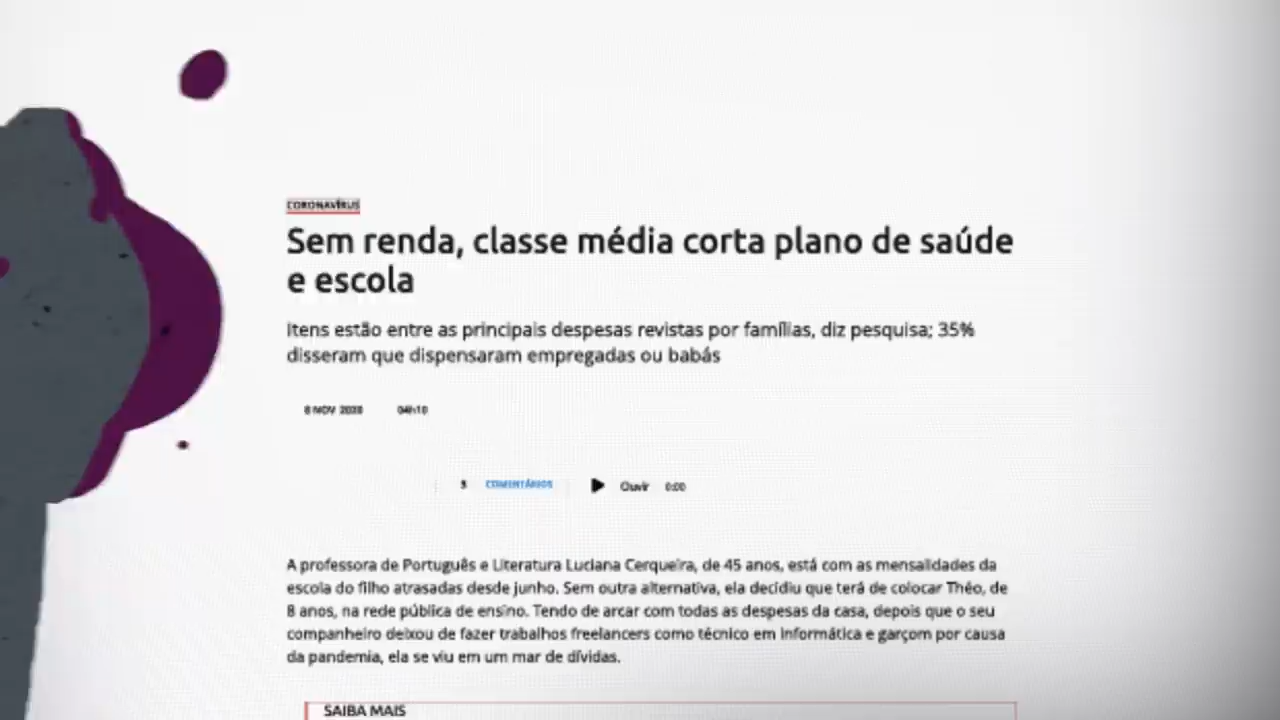 CORONAVÍRUS
Sem renda, classe média corta plano de saúde
e escola
Itens estão entre as principais despesas revistas por famílias, diz pesquisa; 35%
disseram que dispensaram empregadas ou babás
8 NOV 2020 04h10
5 COMENTÁRIOS Ouvir 0:00
A professora de Português e Literatura Luciana Cerqueira, de 45 anos, está com as mensalidades da
escola do filho atrasadas desde junho. Sem outra alternativa, ela decidiu que terá de colocar Théo, de
8 anos, na rede pública de ensino. Tendo de arcar com todas as despesas da casa, depois que o seu
companheiro deixou de fazer trabalhos freelancers como técnico em informática e garçom por causa
da pandemia, ela se viu em um mar de dívidas.
SAIBA MAIS